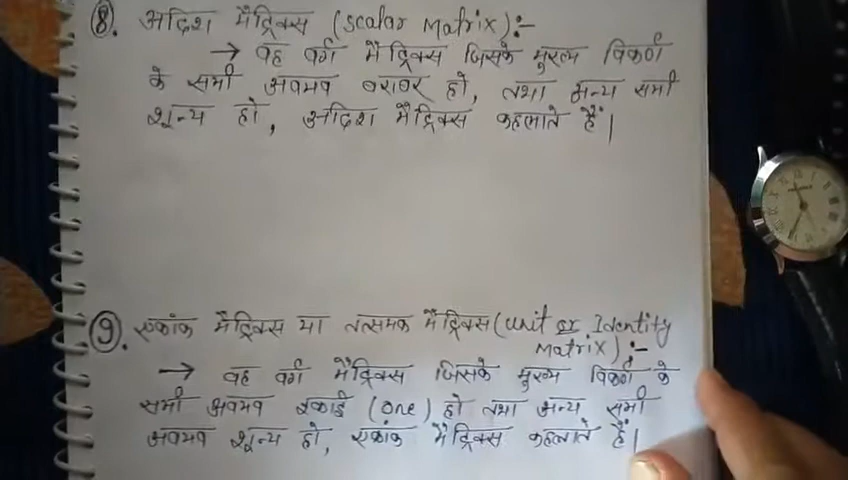 8. अदिश मैट्रिक्स (Scalar Matrix):-
→ वह वर्ग मैट्रिक्स जिसके मुख्य विकर्ण
के सभी अवयव बराबर हो, तथा अन्य सभी
शून्य हो, अदिश मैट्रिक्स कहलाते हैं।
9. एकांक मैट्रिक्स या तत्समक मैट्रिक्स (Unit or Identity
Matrix):-
→ वह वर्ग मैट्रिक्स जिसके मुख्य विकर्ण के
सभी अवयव इकाई (one) हो तथा अन्य सभी
अवयव शून्य हो, एकांक मैट्रिक्स कहलाते हैं।